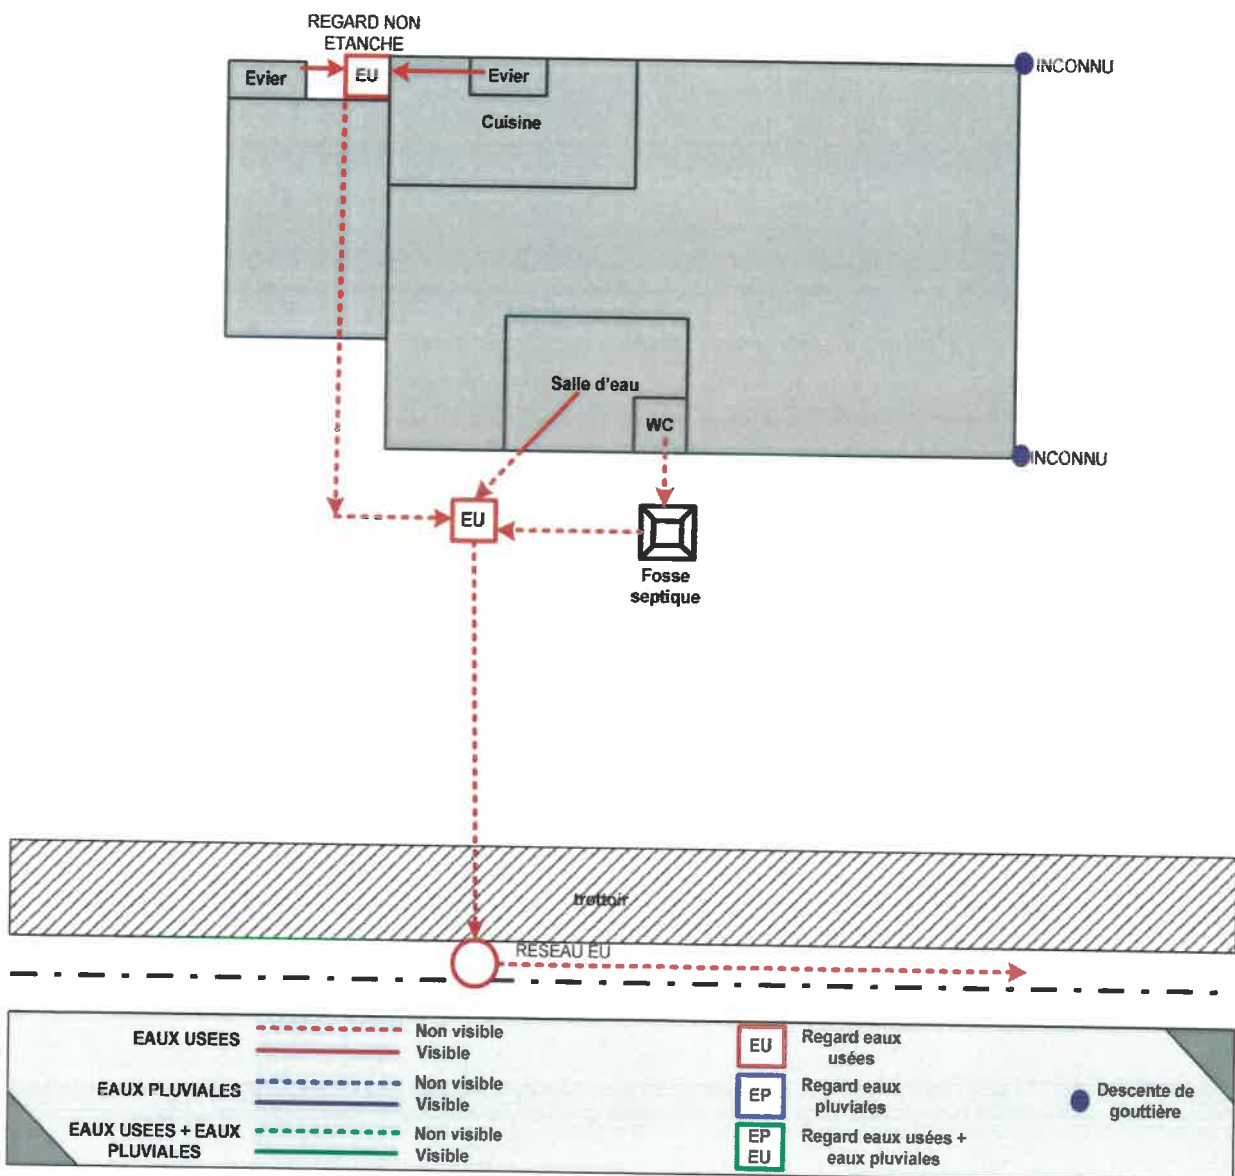 REGARD NON
ETANCHE
Evier
EU
Evier
INCONNU
Cuisine
Salle d'eau
WC
INCONNU
EU
Fosse
septique
trottoir
RESEAU EU
EAUX USEES
Non visible
Visible
EU
Regard eaux
usées
EAUX PLUVIALES
Non visible
Visible
EP
Regard eaux
pluviales
Descente de
gouttière
EAUX USEES + EAUX
PLUVIALES
Non visible
Visible
EP
EU
Regard eaux usées +
eaux pluviales